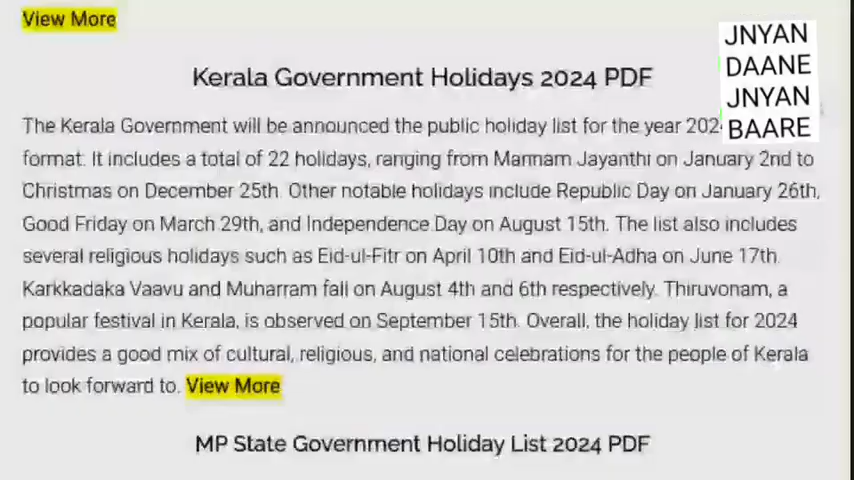 View More
JNYAN
DAANE
JNYAN
BAARE
Kerala Government Holidays 2024 PDF
The Kerala Government will be announced the public holiday list for the year 202
format. It includes a total of 22 holidays, ranging from Mannam Jayanthi on January 2nd to
Christmas on December 25th. Other notable holidays include Republic Day on January 26th,
Good Friday on March 29th, and Independence Day on August 15th. The list also includes
several religious holidays such as Eid-ul-Fitr on April 10th and Eid-ul-Adha on June 17th.
Karkkadaka Vaavu and Muharram fall on August 4th and 6th respectively. Thiruvonam, a
popular festival in Kerala, is observed on September 15th. Overall, the holiday list for 2024
provides a good mix of cultural, religious, and national celebrations for the people of Kerala
to look forward to. View More
MP State Government Holiday List 2024 PDF